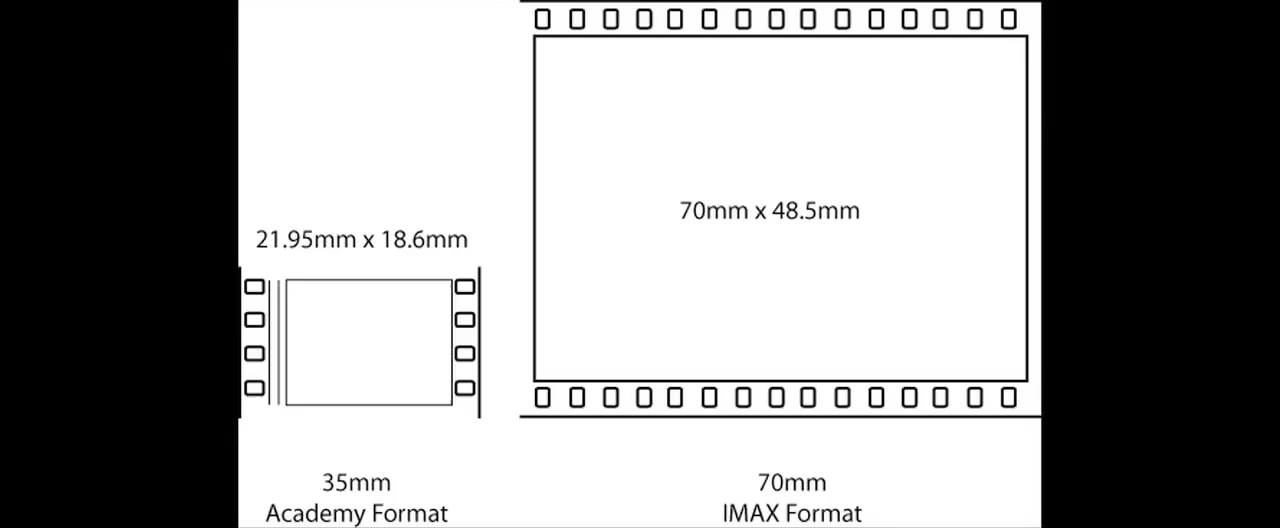 70mm x 48.5mm
21.95mm x 18.6mm
35mm
Academy Format
70mm
IMAX Format